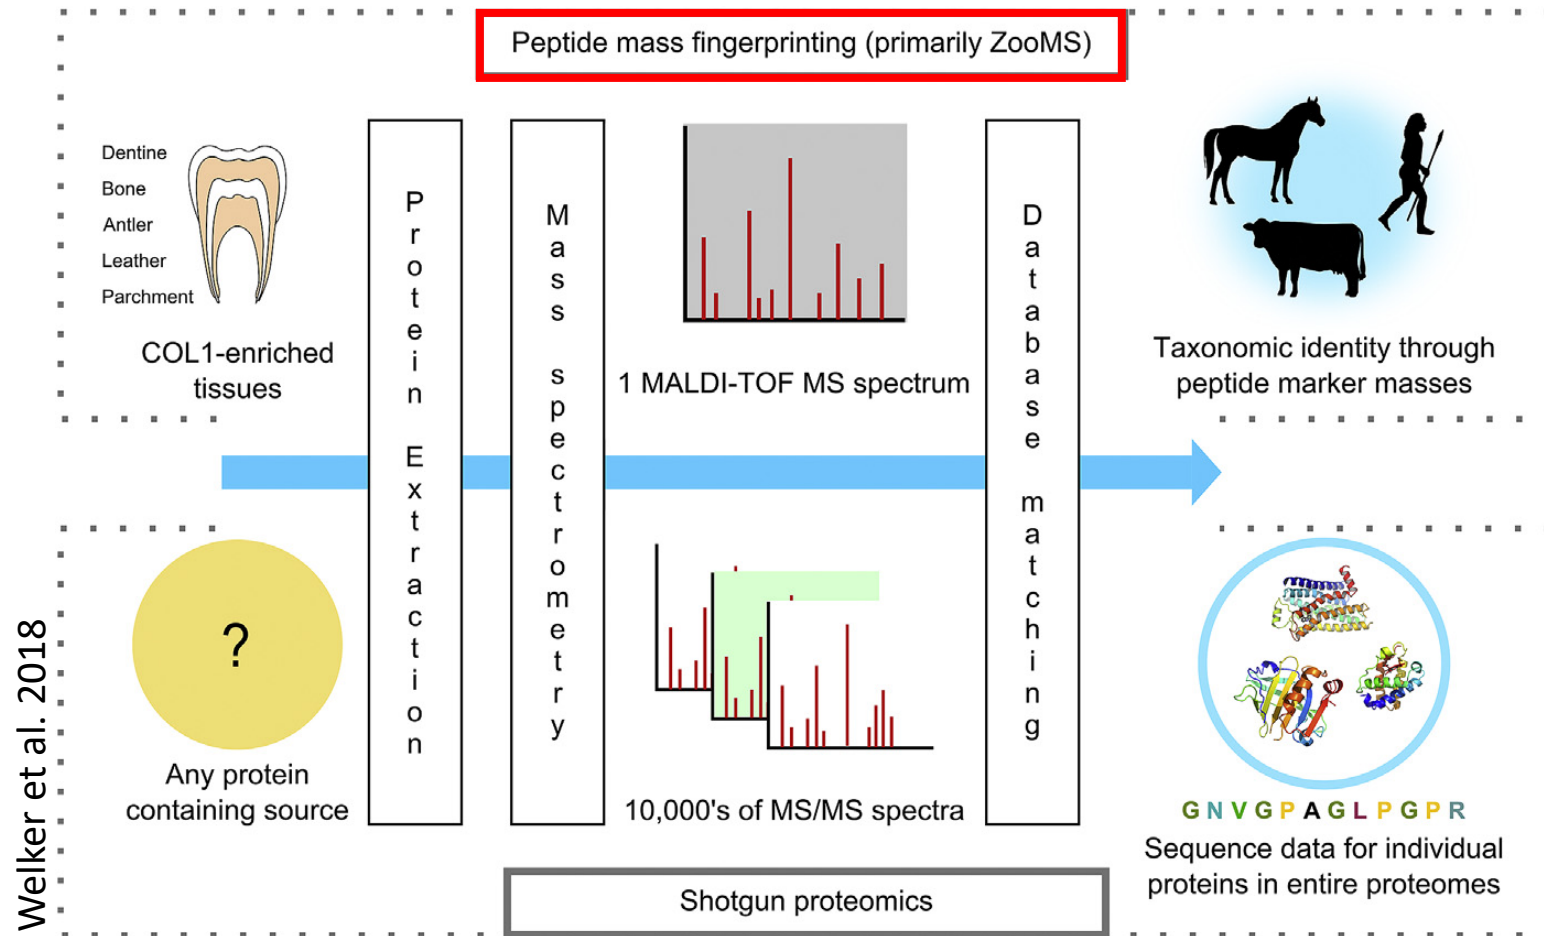 Peptide mass fingerprinting (primarily ZooMS)
Dentine
Bone
Antler
Leather
Parchment
COL1-enriched
tissues
Protein Extraction
Mass spectrometry
1 MALDI-TOF MS spectrum
Database matching
Taxonomic identity through
peptide marker masses
?
Any protein
containing source
10,000's of MS/MS spectra
GNVGPAGLPGPR
Sequence data for individual
proteins in entire proteomes
Shotgun proteomics
Welker et al. 2018